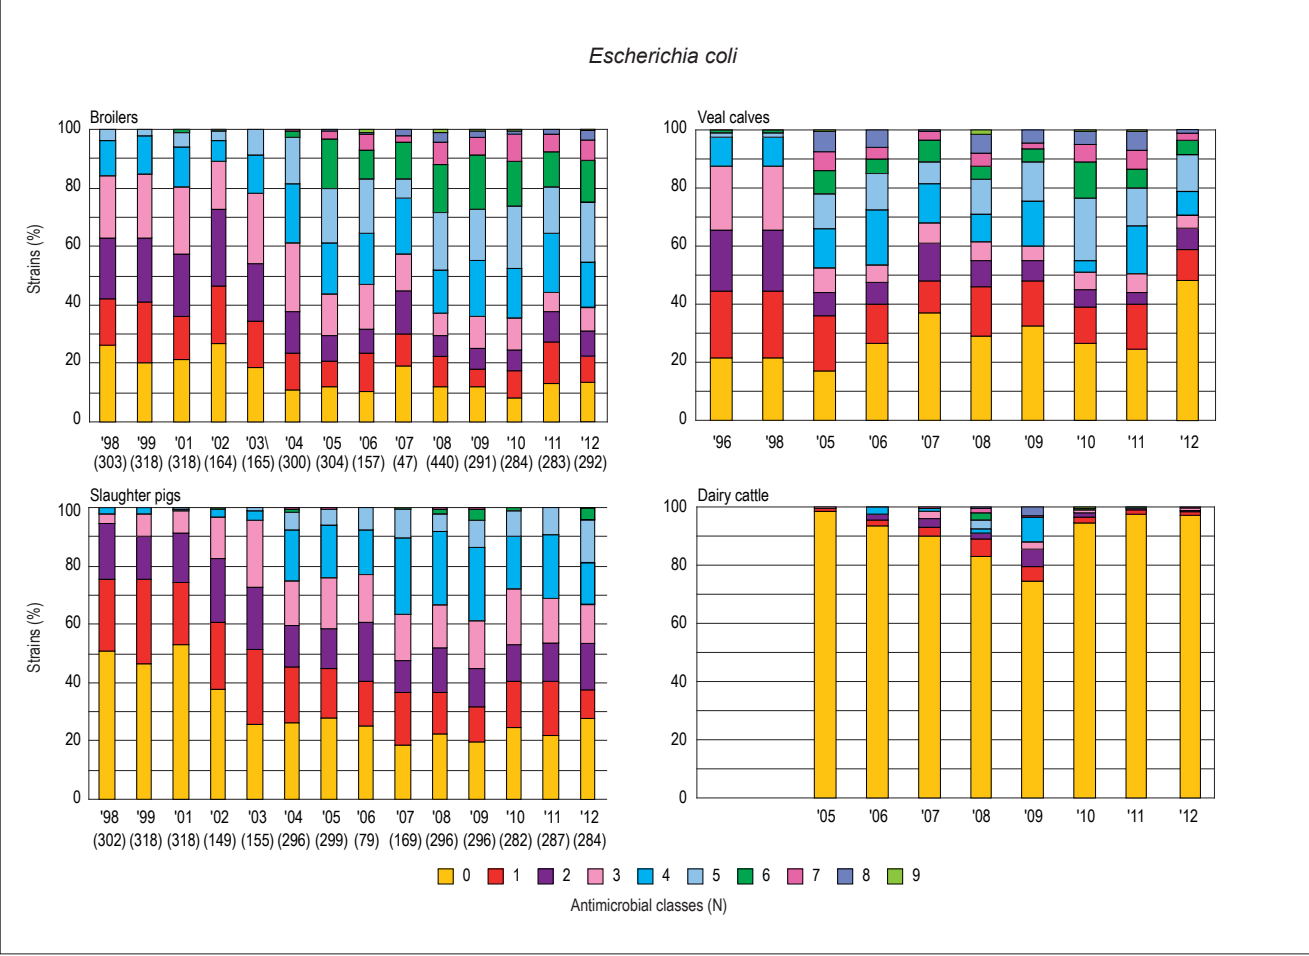 Escherichia coli
Broilers
Strains (%)
100
80
60
40
20
0
'98 '99 '01 '02 '03\ '04 '05 '06 '07 '08 '09 '10 '11 '12
(303) (318) (318) (164) (165) (300) (304) (157) (47) (440) (291) (284) (283) (292)
Veal calves
100
80
60
40
20
0
'96 '98 '05 '06 '07 '08 '09 '10 '11 '12
Slaughter pigs
Strains (%)
100
80
60
40
20
0
'98 '99 '01 '02 '03 '04 '05 '06 '07 '08 '09 '10 '11 '12
(302) (318) (318) (149) (155) (296) (299) (79) (169) (296) (296) (282) (287) (284)
Dairy cattle
100
80
60
40
20
0
'05 '06 '07 '08 '09 '10 '11 '12
0 1 2 3 4 5 6 7 8 9
Antimicrobial classes (N)